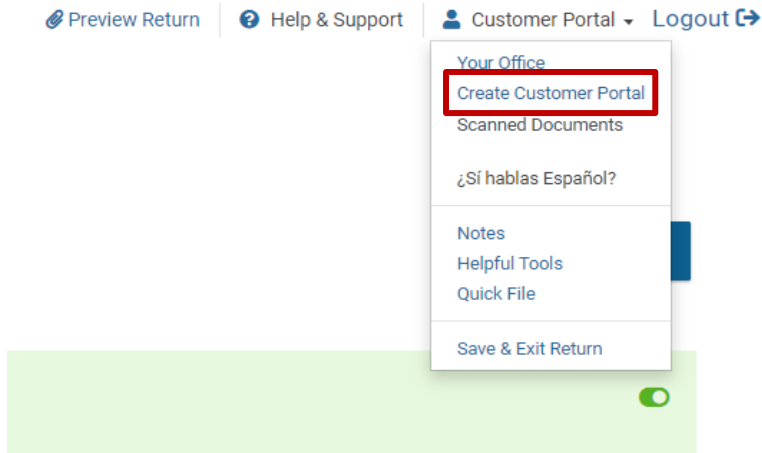 Preview Return Help & Support Customer Portal Logout
Your Office
Create Customer Portal
Scanned Documents
¿Sí hablas Español?
Notes
Helpful Tools
Quick File
Save & Exit Return